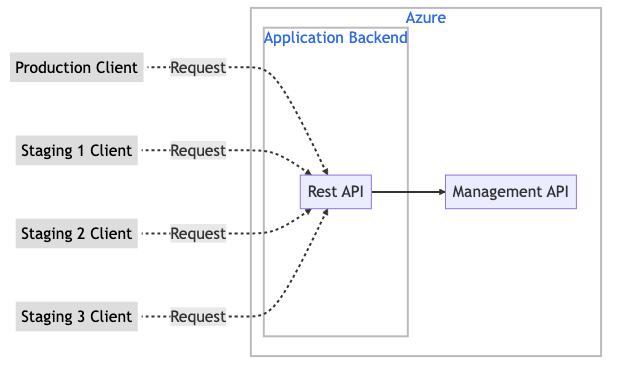 Azure
Application Backend
Production Client
Request
Staging 1 Client
Request
Rest API
Management API
Staging 2 Client
Request
Staging 3 Client
Request